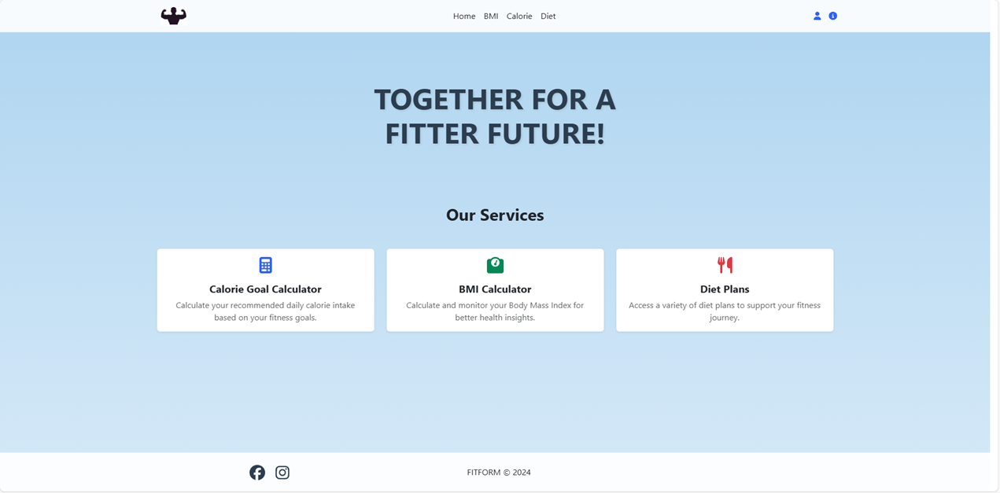 Home BMI Calorie Diet
TOGETHER FOR A
FITTER FUTURE!
Our Services
Calorie Goal Calculator
Calculate your recommended daily calorie intake
based on your fitness goals.
BMI Calculator
Calculate and monitor your Body Mass Index for
better health insights.
Diet Plans
Access a variety of diet plans to support your fitness
journey.
FITFORM © 2024